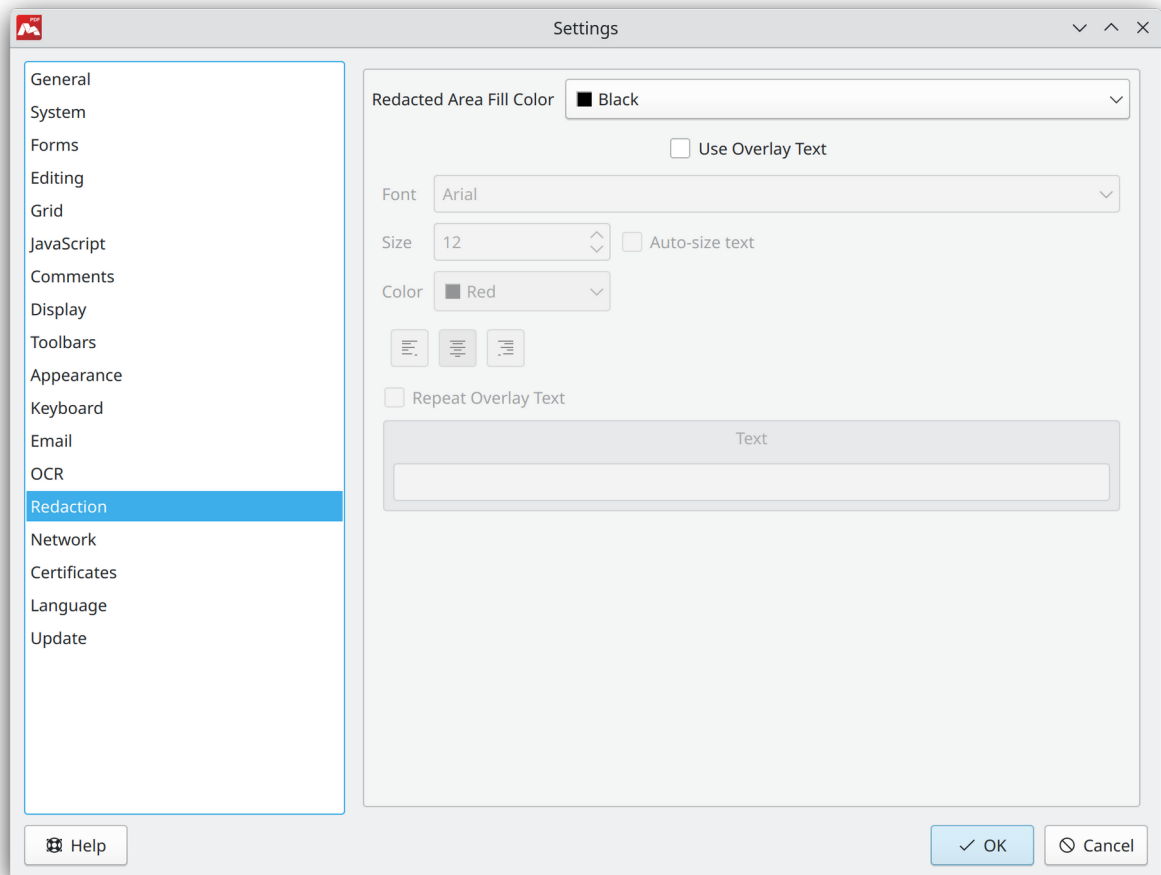 PDF
Settings
General
System
Forms
Editing
Grid
JavaScript
Comments
Display
Toolbars
Appearance
Keyboard
Email
OCR
Redaction
Network
Certificates
Language
Update
Redacted Area Fill Color Black
Use Overlay Text
Font Arial
Size 12 Auto-size text
Color Red
Repeat Overlay Text
Text
Help OK Cancel